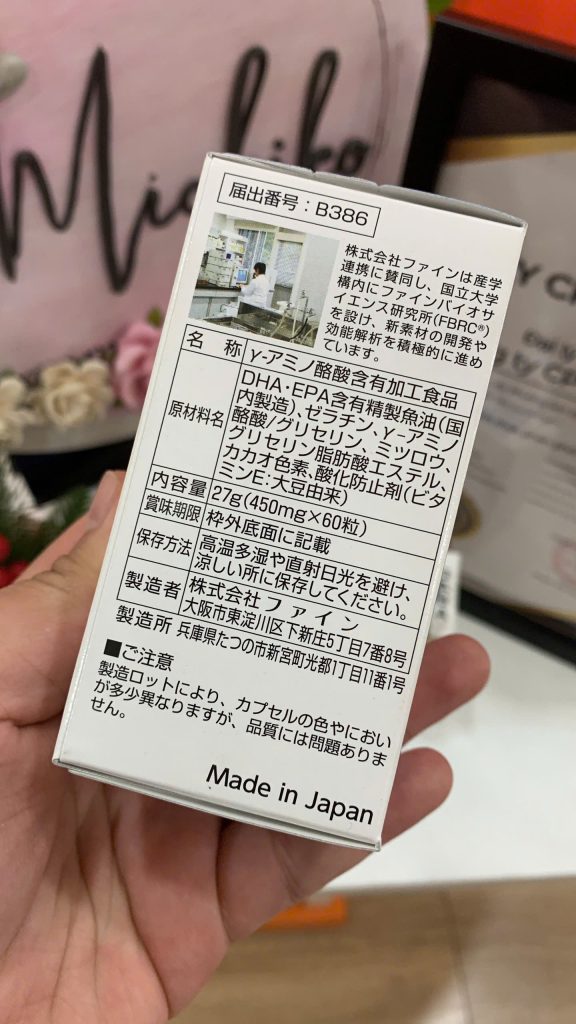 Michiko
届出番号：B386
株式会社ファインは産学
連携に賛同し、国立大学
構内にファインバイオサ
イエンス研究所(FBRC®)
を設け、新素材の開発や
効能解析を積極的に進め
ています。
名 称 γ-アミノ酪酸含有加工食品
原材料名 DHA・EPA含有精製魚油(国
内製造)、ゼラチン、γ-アミノ
酪酸/グリセリン、ミツロウ、
グリセリン脂肪酸エステル、
カカオ色素、酸化防止剤(ビタ
ミンE:大豆由来)
内容量 27g(450mg×60粒)
賞味期限 枠外底面に記載
保存方法 高温多湿や直射日光を避け、
涼しい所に保存してください。
製造者 株式会社ファイン
大阪市東淀川区下新庄5丁目7番8号
製造所 兵庫県たつの市新宮町光都1丁目11番1号
■ご注意
製造ロットにより、カプセルの色やにおい
が多少異なりますが、品質には問題ありま
せん。
Made in Japan